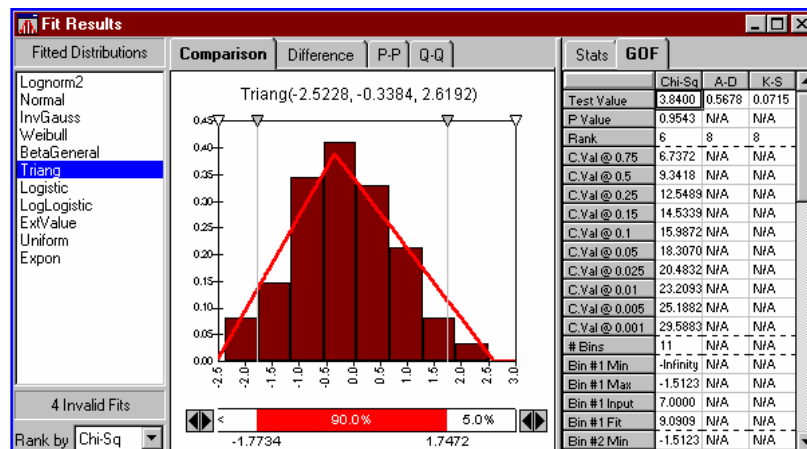 Fit Results
Fitted Distributions
Lognorm2
Normal
InvGauss
Weibull
BetaGeneral
Triang
Logistic
LogLogistic
ExtValue
Uniform
Expon
4 Invalid Fits
Rank by Chi-Sq
Comparison Difference P-P Q-Q
Triang(-2.5228, -0.3384, 2.6192)
0.45
0.40
0.35
0.30
0.25
0.20
0.15
0.10
0.05
0.00
-2.5 -2.0 -1.5 -1.0 -0.5 0.0 0.5 1.0 1.5 2.0 2.5 3.0
< 90.0% 5.0%
-1.7734 1.7472
Stats GOF
Chi-Sq A-D K-S
Test Value 3.8400 0.5678 0.0715
P Value 0.9543 N/A N/A
Rank 6 8 8
C.Val @ 0.75 6.7372 N/A N/A
C.Val @ 0.5 9.3418 N/A N/A
C.Val @ 0.25 12.5489 N/A N/A
C.Val @ 0.15 14.5339 N/A N/A
C.Val @ 0.1 15.9872 N/A N/A
C.Val @ 0.05 18.3070 N/A N/A
C.Val @ 0.025 20.4832 N/A N/A
C.Val @ 0.01 23.2093 N/A N/A
C.Val @ 0.005 25.1882 N/A N/A
C.Val @ 0.001 29.5883 N/A N/A
# Bins 11 N/A N/A
Bin #1 Min -Infinity N/A N/A
Bin #1 Max -1.5123 N/A N/A
Bin #1 Input 7.0000 N/A N/A
Bin #1 Fit 9.0909 N/A N/A
Bin #2 Min -1.5123 N/A N/A